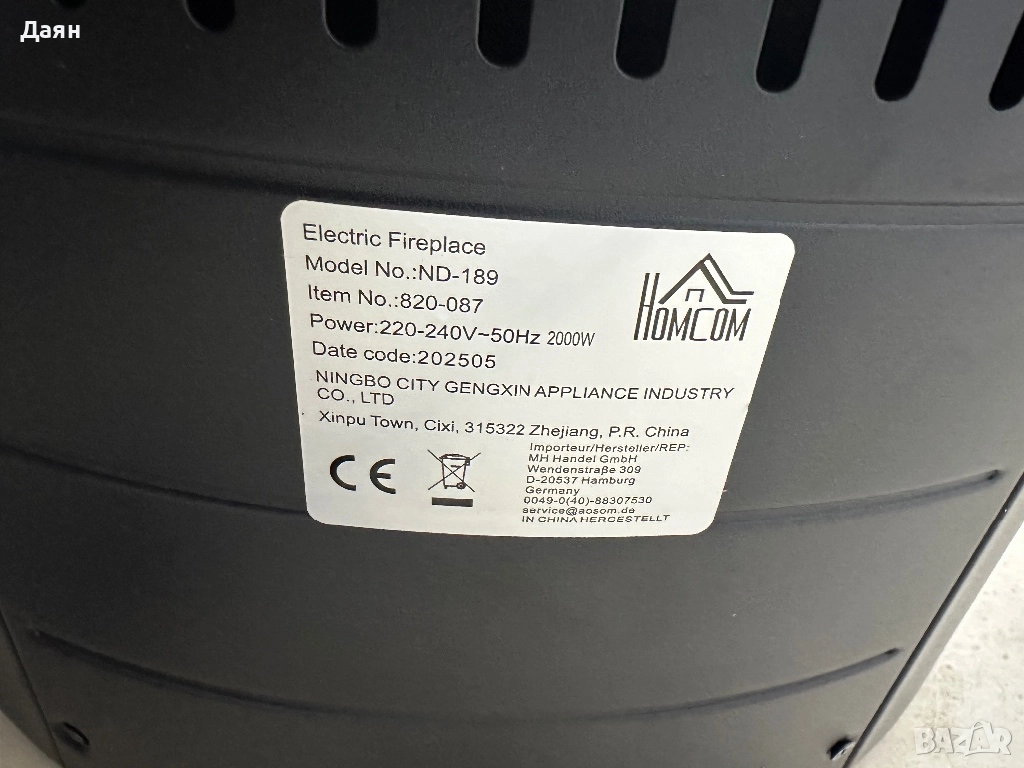 Даян
Electric Fireplace
Model No.:ND-189
Item No.:820-087
Power:220-240V~50Hz 2000W
Date code:202505
HOMCOM
NINGBO CITY GENGXIN APPLIANCE INDUSTRY
CO., LTD
Xinpu Town, Cixi, 315322 Zhejiang, P.R. China
CE
Importeur/Hersteller/REP:
MH Handel GmbH
Wendenstraße 309
D-20537 Hamburg
Germany
0049-0(40)-88307530
service@aosom.de
IN CHINA HERGESTELLT
BAZAR